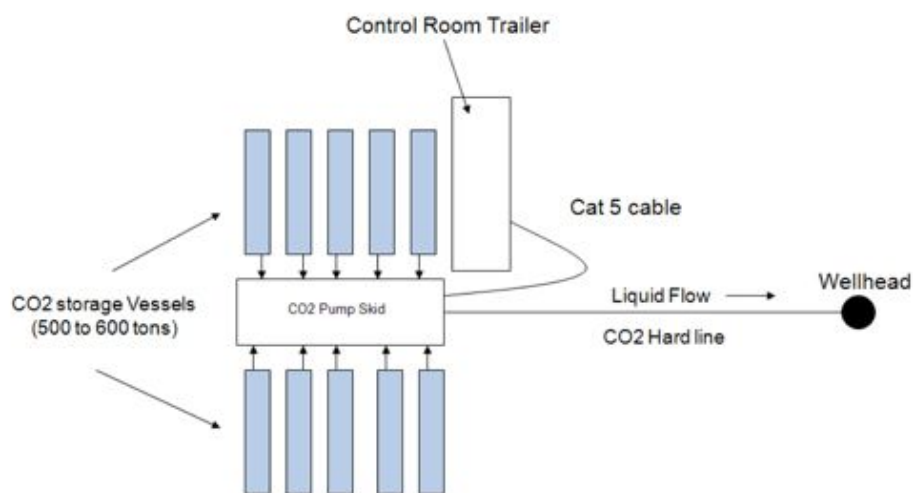 Control Room Trailer
Cat 5 cable
CO2 storage Vessels
(500 to 600 tons)
CO2 Pump Skid
Liquid Flow
Wellhead
CO2 Hard line